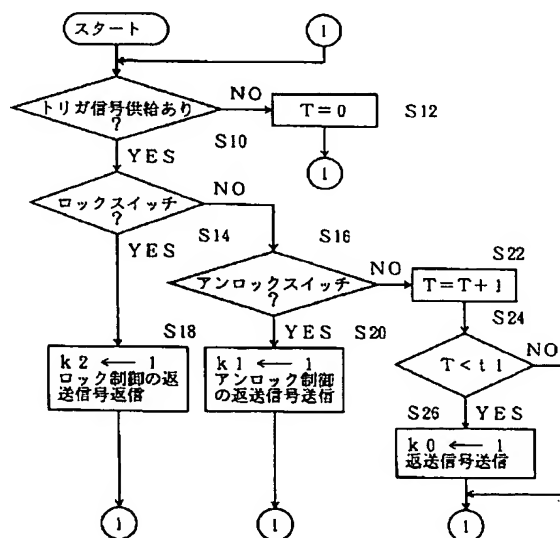 スタート
1
トリガ信号供給あり
?
NO
T=0
S12
S10
YES
1
ロックスイッチ
?
NO
S14
YES
S16
アンロックスイッチ
?
NO
S22
T=T+1
S24
S18
YES
S20
k2 ← 1
ロック制御の返
送信号返信
k1 ← 1
アンロック制御
の返送信号送信
T<t1
NO
S26
YES
k0 ← 1
返送信号送信
1
1
1